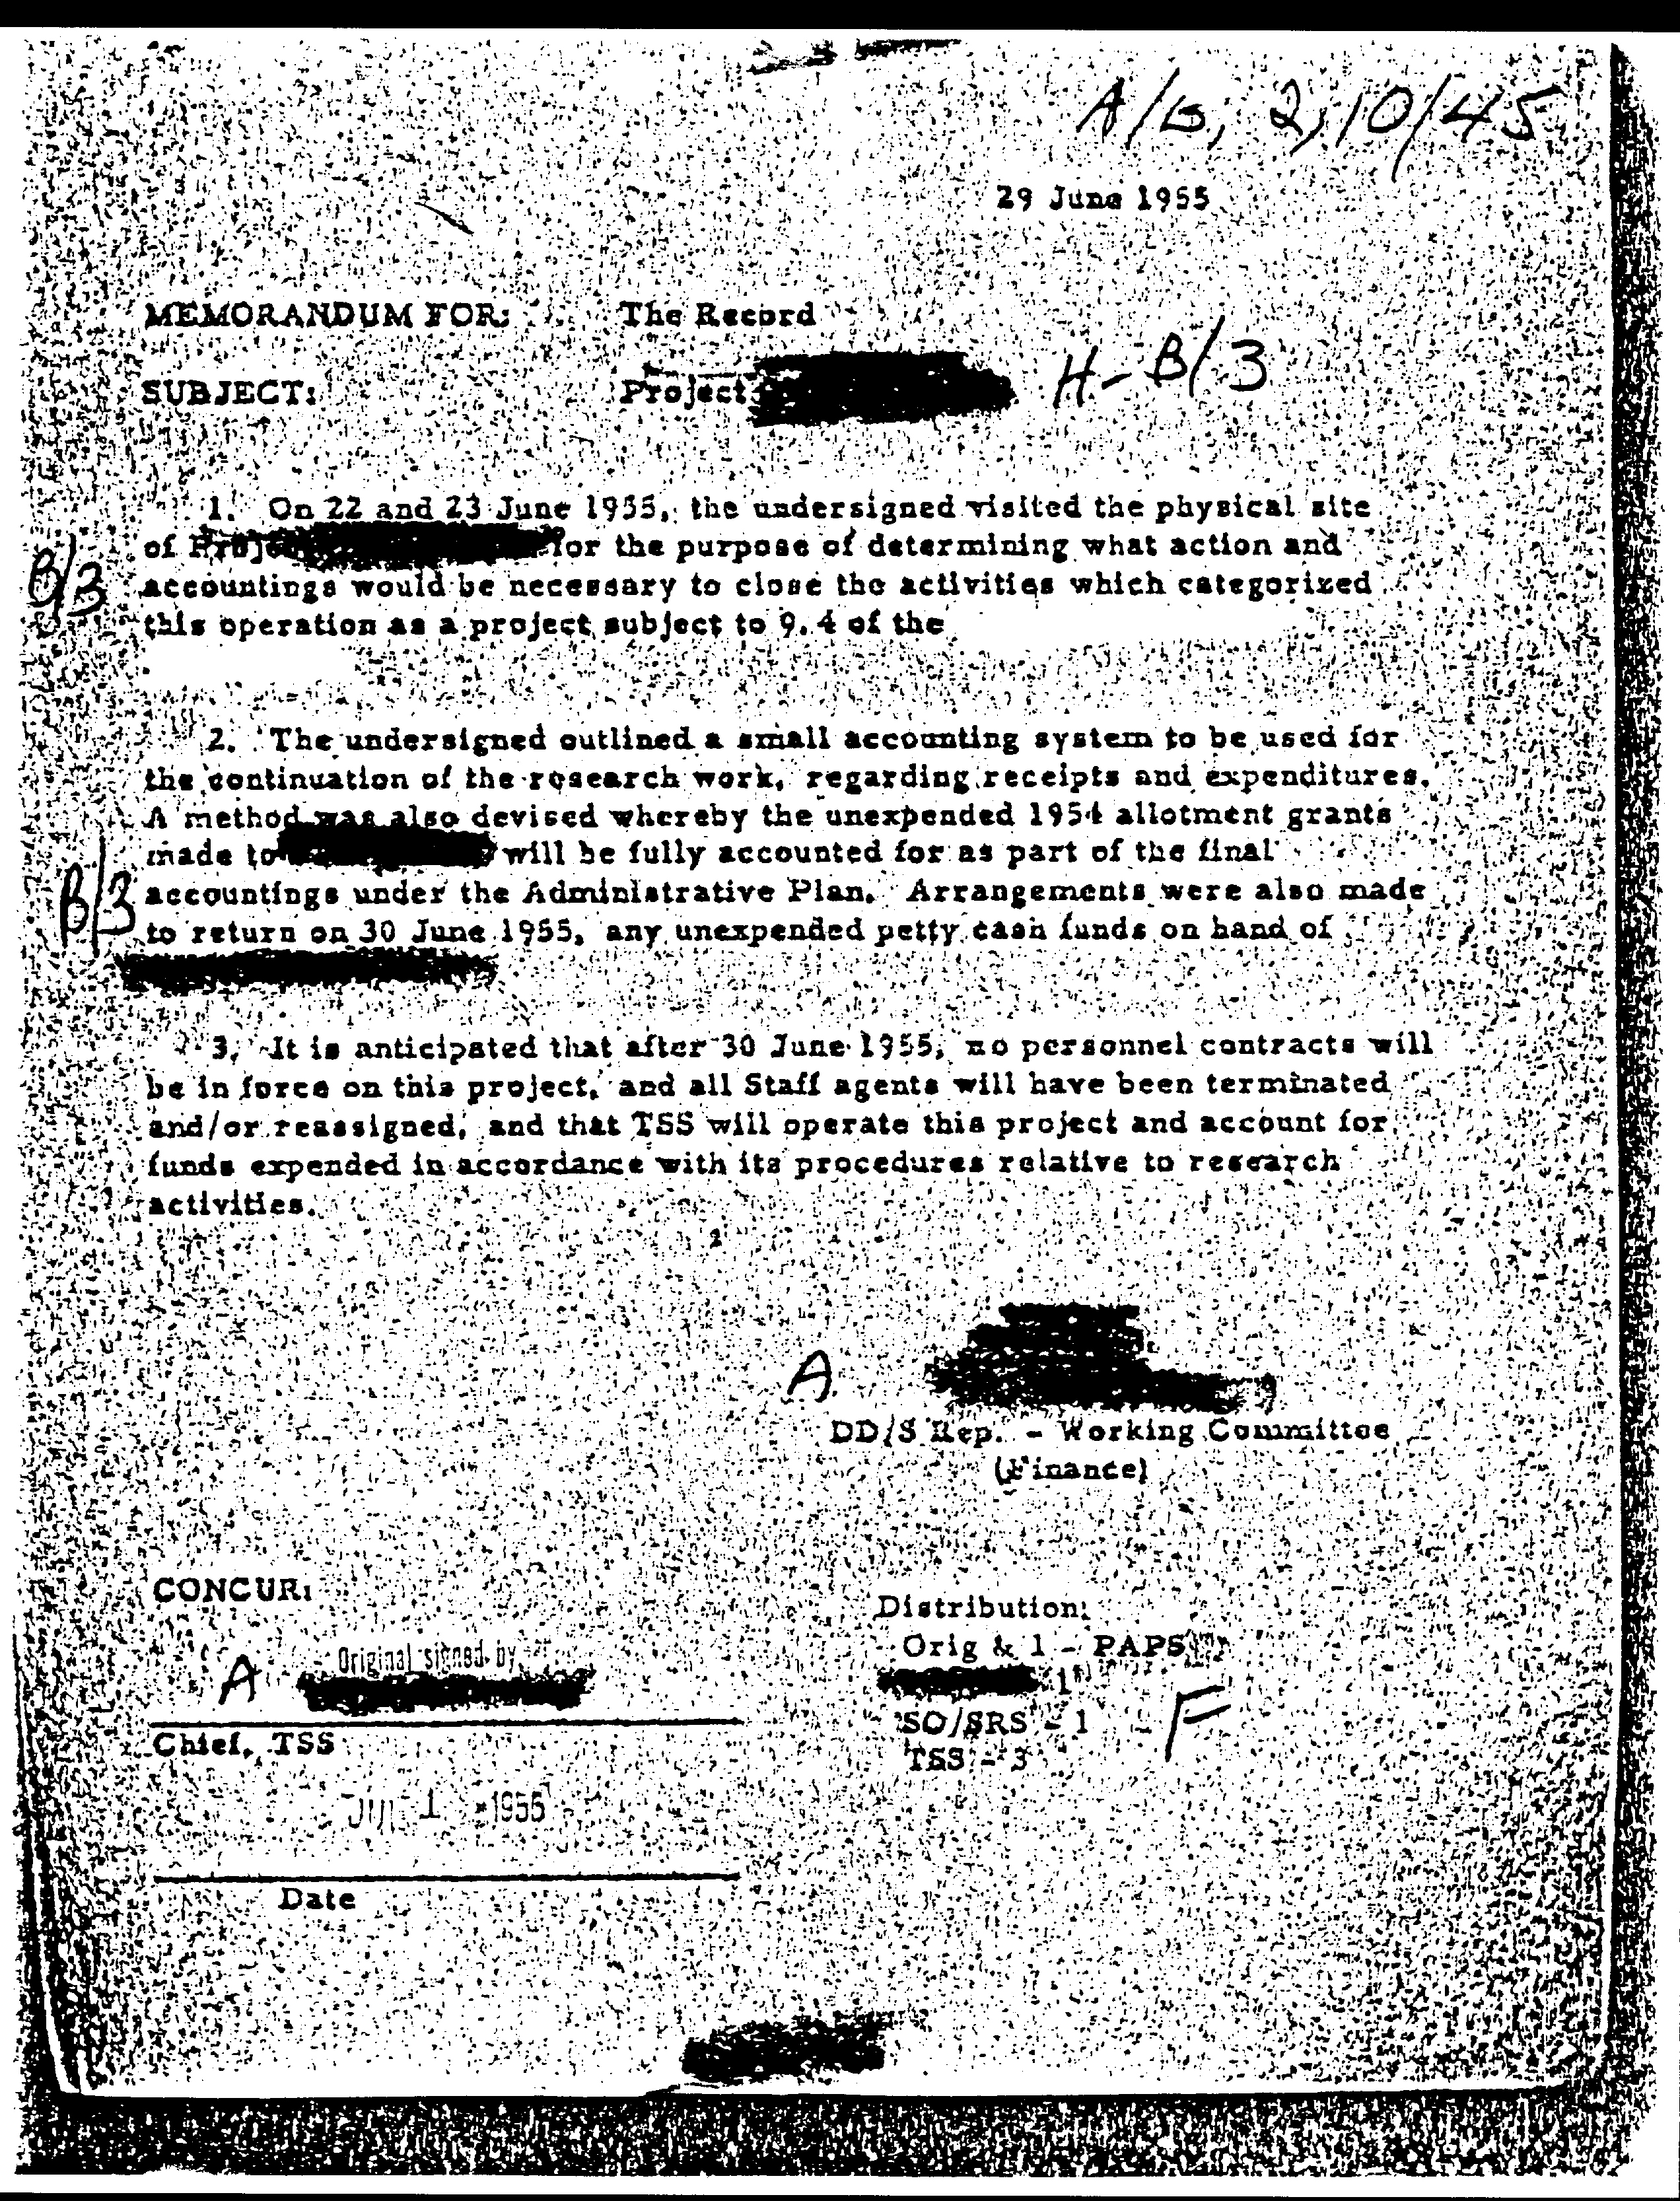 A/B, 2, 10/45
29 June 1955
MEMORANDUM FOR: The Record
SUBJECT: Project H-B/3
1. On 22 and 23 June 1955, the undersigned visited the physical site
of Project for the purpose of determining what action and
B/3
accountings would be necessary to close the activities which categorized
this operation as a project subject to 9.4 of the
2. The undersigned outlined a small accounting system to be used for
the continuation of the research work, regarding receipts and expenditures.
A method was also devised whereby the unexpended 1954 allotment grants
made to will be fully accounted for as part of the final
B/3
accountings under the Administrative Plan. Arrangements were also made
to return on 30 June 1955, any unexpended petty cash funds on hand of
3. It is anticipated that after 30 June 1955, no personnel contracts will
be in force on this project, and all Staff agents will have been terminated
and/or reassigned, and that TSS will operate this project and account for
funds expended in accordance with its procedures relative to research
activities.
A
DD/S Rep. - Working Committee
(Finance)
CONCUR:
Distribution:
Orig & 1 - PAPS
A Original signed by
1
SO/SRS - 1 F
Chief, TSS
TSS - 3
1 1955
Date